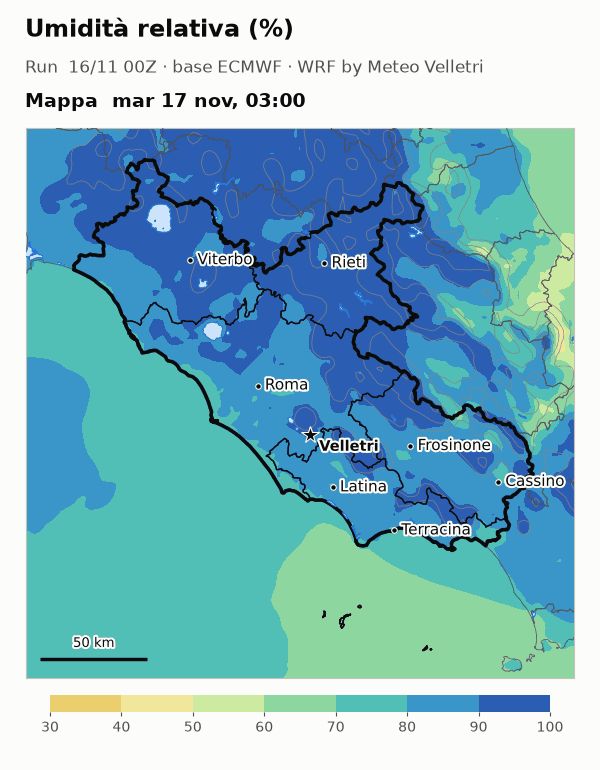 Umidità relativa (%)
Run  16/11 00Z · base ECMWF · WRF by Meteo Velletri
Mappa  mar 17 nov, 03:00
Viterbo
Rieti
Roma
Velletri
Frosinone
Cassino
Latina
Terracina
50 km
30 40 50 60 70 80 90 100